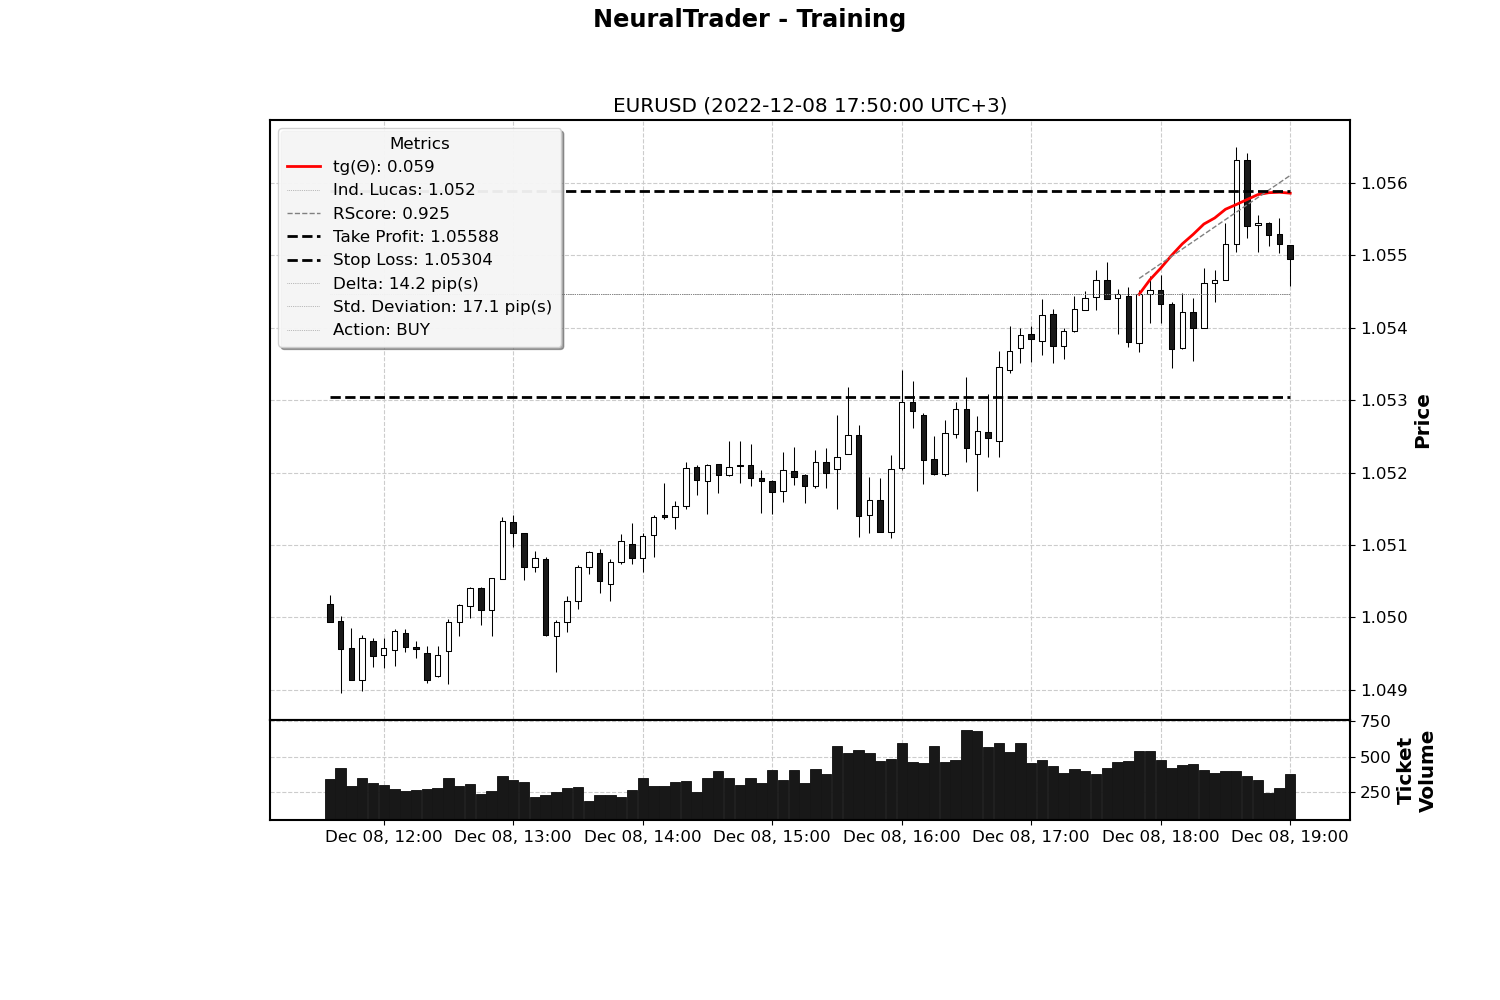 NeuralTrader - Training
EURUSD (2022-12-08 17:50:00 UTC+3)
Metrics
tg(Θ): 0.059
Ind. Lucas: 1.052
RScore: 0.925
Take Profit: 1.05588
Stop Loss: 1.05304
Delta: 14.2 pip(s)
Std. Deviation: 17.1 pip(s)
Action: BUY
1.056
1.055
1.054
1.053
1.052
1.051
1.050
1.049
Price
750
500
250
Ticket
Volume
Dec 08, 12:00 Dec 08, 13:00 Dec 08, 14:00 Dec 08, 15:00 Dec 08, 16:00 Dec 08, 17:00 Dec 08, 18:00 Dec 08, 19:00